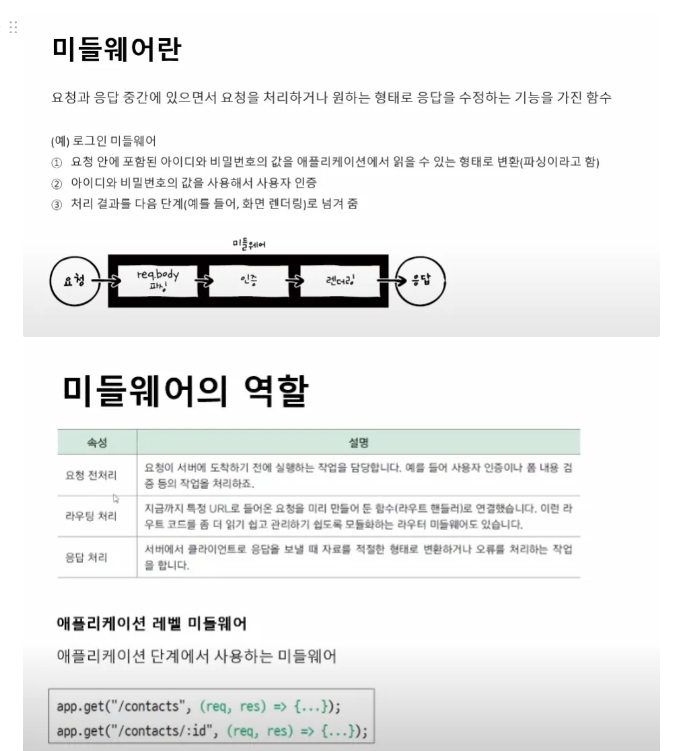 미들웨어란
요청과 응답 중간에 있으면서 요청을 처리하거나 원하는 형태로 응답을 수정하는 기능을 가진 함수
(예) 로그인 미들웨어
① 요청 안에 포함된 아이디와 비밀번호의 값을 애플리케이션에서 읽을 수 있는 형태로 변환(파싱이라고 함)
② 아이디와 비밀번호의 값을 사용해서 사용자 인증
③ 처리 결과를 다음 단계(예를 들어, 화면 렌더링)로 넘겨 줌
미들웨어
요청
req.body
파싱
인증
렌더링
응답
미들웨어의 역할
속성 설명
요청 전처리
요청이 서버에 도착하기 전에 실행하는 작업을 담당합니다. 예를 들어 사용자 인증이나 폼 내용 검
증 등의 작업을 처리하죠.
라우팅 처리
지금까지 특정 URL로 들어온 요청을 미리 만들어 둔 함수(라우트 핸들러)로 연결했습니다. 이런 라
우트 코드를 좀 더 읽기 쉽고 관리하기 쉽도록 모듈화하는 라우터 미들웨어도 있습니다.
응답 처리
서버에서 클라이언트로 응답을 보낼 때 자료를 적절한 형태로 변환하거나 오류를 처리하는 작업
을 합니다.
애플리케이션 레벨 미들웨어
애플리케이션 단계에서 사용하는 미들웨어
app.get("/contacts", (req, res) => {...});
app.get("/contacts/:id", (req, res) => {...});